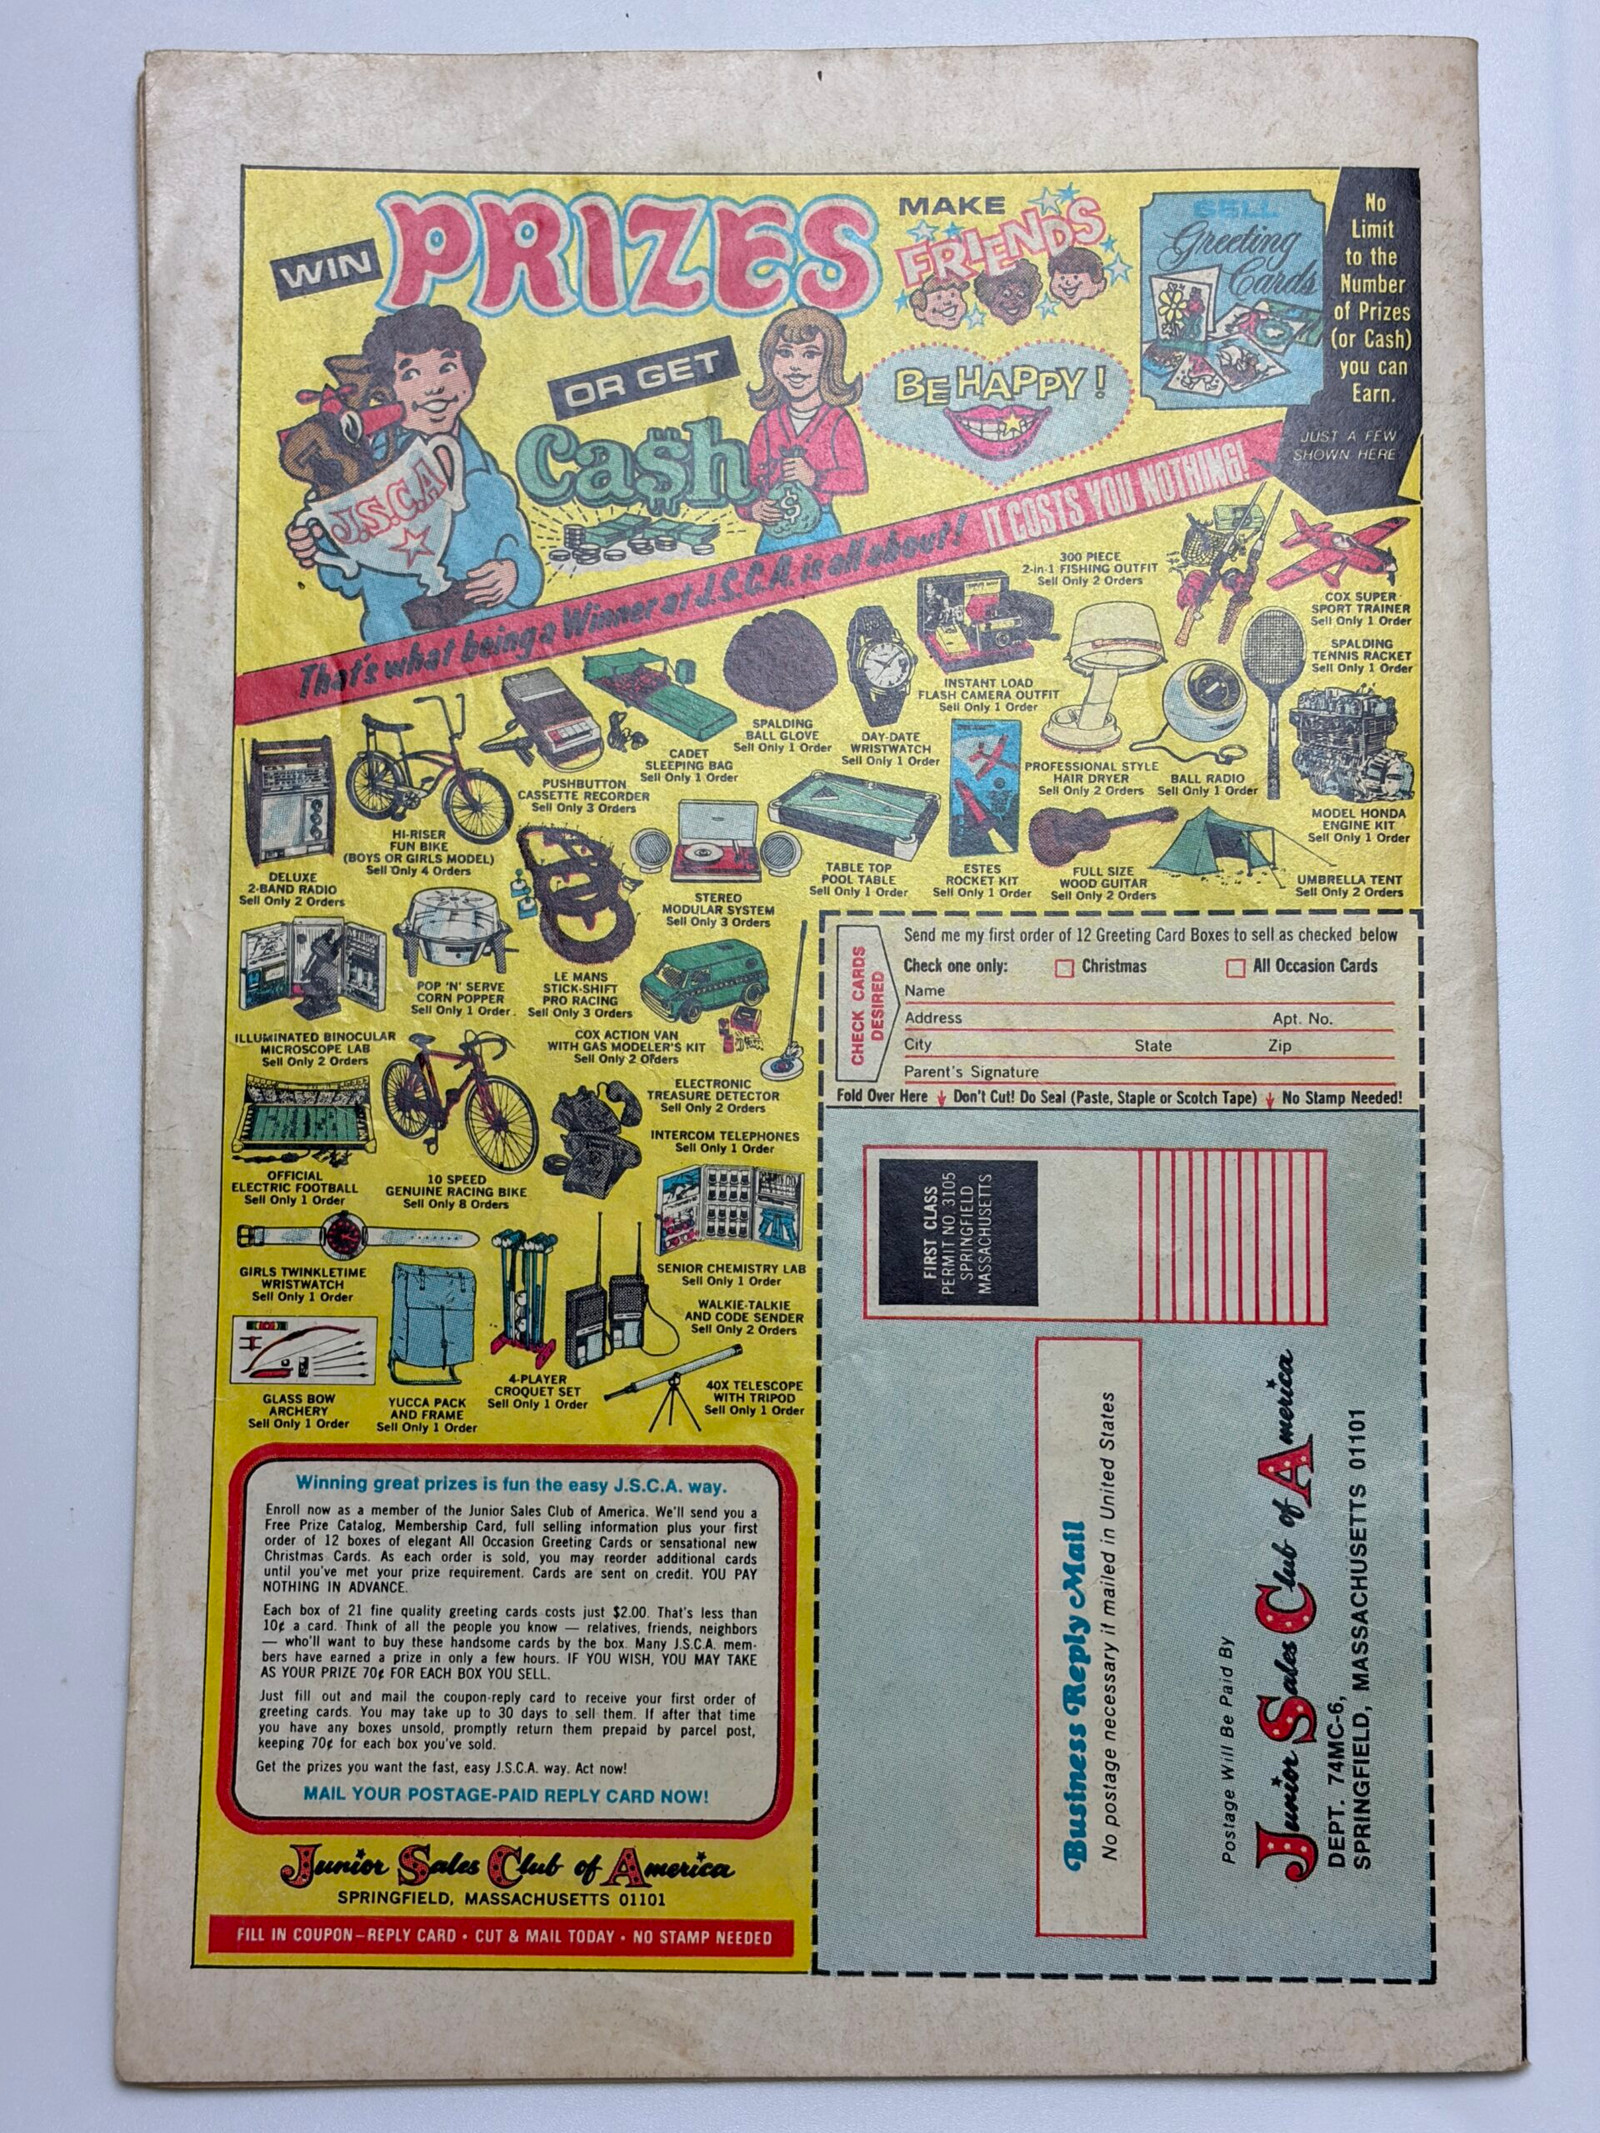 WIN PRIZES
OR GET
Cash
MAKE
FRIENDS
BE HAPPY!
SELL
Greeting
Cards
No
Limit
to the
Number
of Prizes
(or Cash)
you can
Earn.
JUST A FEW
SHOWN HERE
J.S.C.A
$
That's what being a Winner at J.S.C.A. is all about! IT COSTS YOU NOTHING!
300 PIECE
2-in-1 FISHING OUTFIT
Sell Only 2 Orders
COX SUPER
SPORT TRAINER
Sell Only 1 Order
SPALDING
TENNIS RACKET
Sell Only 1 Order
INSTANT LOAD
FLASH CAMERA OUTFIT
Sell Only 1 Order
SPALDING
BALL GLOVE
Sell Only 1 Order
DAY-DATE
WRISTWATCH
Sell Only 1 Order
CADET
SLEEPING BAG
Sell Only 1 Order
PUSHBUTTON
CASSETTE RECORDER
Sell Only 3 Orders
PROFESSIONAL STYLE
HAIR DRYER
Sell Only 2 Orders
BALL RADIO
Sell Only 1 Order
MODEL HONDA
ENGINE KIT
Sell Only 1 Order
HI-RISER
FUN BIKE
(BOYS OR GIRLS MODEL)
Sell Only 4 Orders
DELUXE
2-BAND RADIO
Sell Only 2 Orders
STEREO
MODULAR SYSTEM
Sell Only 3 Orders
TABLE TOP
POOL TABLE
Sell Only 1 Order
ESTES
ROCKET KIT
Sell Only 1 Order
FULL SIZE
WOOD GUITAR
Sell Only 2 Orders
UMBRELLA TENT
Sell Only 2 Orders
POP 'N' SERVE
CORN POPPER
Sell Only 1 Order.
LE MANS
STICK-SHIFT
PRO RACING
Sell Only 3 Orders
ILLUMINATED BINOCULAR
MICROSCOPE LAB
Sell Only 2 Orders
COX ACTION VAN
WITH GAS MODELER'S KIT
Sell Only 2 Orders
ELECTRONIC
TREASURE DETECTOR
Sell Only 2 Orders
INTERCOM TELEPHONES
Sell Only 1 Order
OFFICIAL
ELECTRIC FOOTBALL
Sell Only 1 Order
10 SPEED
GENUINE RACING BIKE
Sell Only 8 Orders
GIRLS TWINKLETIME
WRISTWATCH
Sell Only 1 Order
SENIOR CHEMISTRY LAB
Sell Only 1 Order
WALKIE-TALKIE
AND CODE SENDER
Sell Only 2 Orders
GLASS BOW
ARCHERY
Sell Only 1 Order
YUCCA PACK
AND FRAME
Sell Only 1 Order
4-PLAYER
CROQUET SET
Sell Only 1 Order
40X TELESCOPE
WITH TRIPOD
Sell Only 1 Order
Winning great prizes is fun the easy J.S.C.A. way.
Enroll now as a member of the Junior Sales Club of America. We'll send you a
Free Prize Catalog, Membership Card, full selling information plus your first
order of 12 boxes of elegant All Occasion Greeting Cards or sensational new
Christmas Cards. As each order is sold, you may reorder additional cards
until you've met your prize requirement. Cards are sent on credit. YOU PAY
NOTHING IN ADVANCE.
Each box of 21 fine quality greeting cards costs just $2.00. That's less than
10¢ a card. Think of all the people you know — relatives, friends, neighbors
— who'll want to buy these handsome cards by the box. Many J.S.C.A. mem-
bers have earned a prize in only a few hours. IF YOU WISH, YOU MAY TAKE
AS YOUR PRIZE 70¢ FOR EACH BOX YOU SELL.
Just fill out and mail the coupon-reply card to receive your first order of
greeting cards. You may take up to 30 days to sell them. If after that time
you have any boxes unsold, promptly return them prepaid by parcel post,
keeping 70¢ for each box you've sold.
Get the prizes you want the fast, easy J.S.C.A. way. Act now!
MAIL YOUR POSTAGE-PAID REPLY CARD NOW!
Junior Sales Club of America
SPRINGFIELD, MASSACHUSETTS 01101
FILL IN COUPON–REPLY CARD • CUT & MAIL TODAY • NO STAMP NEEDED
CHECK CARDS
DESIRED
Send me my first order of 12 Greeting Card Boxes to sell as checked below
Check one only: Christmas All Occasion Cards
Name
Address Apt. No.
City State Zip
Parent's Signature
Fold Over Here Don't Cut! Do Seal (Paste, Staple or Scotch Tape) No Stamp Needed!
FIRST CLASS
PERMIT NO. 3105
SPRINGFIELD
MASSACHUSETTS
Business Reply Mail
No postage necessary if mailed in United States
Postage Will Be Paid By
Junior Sales Club of America
DEPT. 74MC-6,
SPRINGFIELD, MASSACHUSETTS 01101